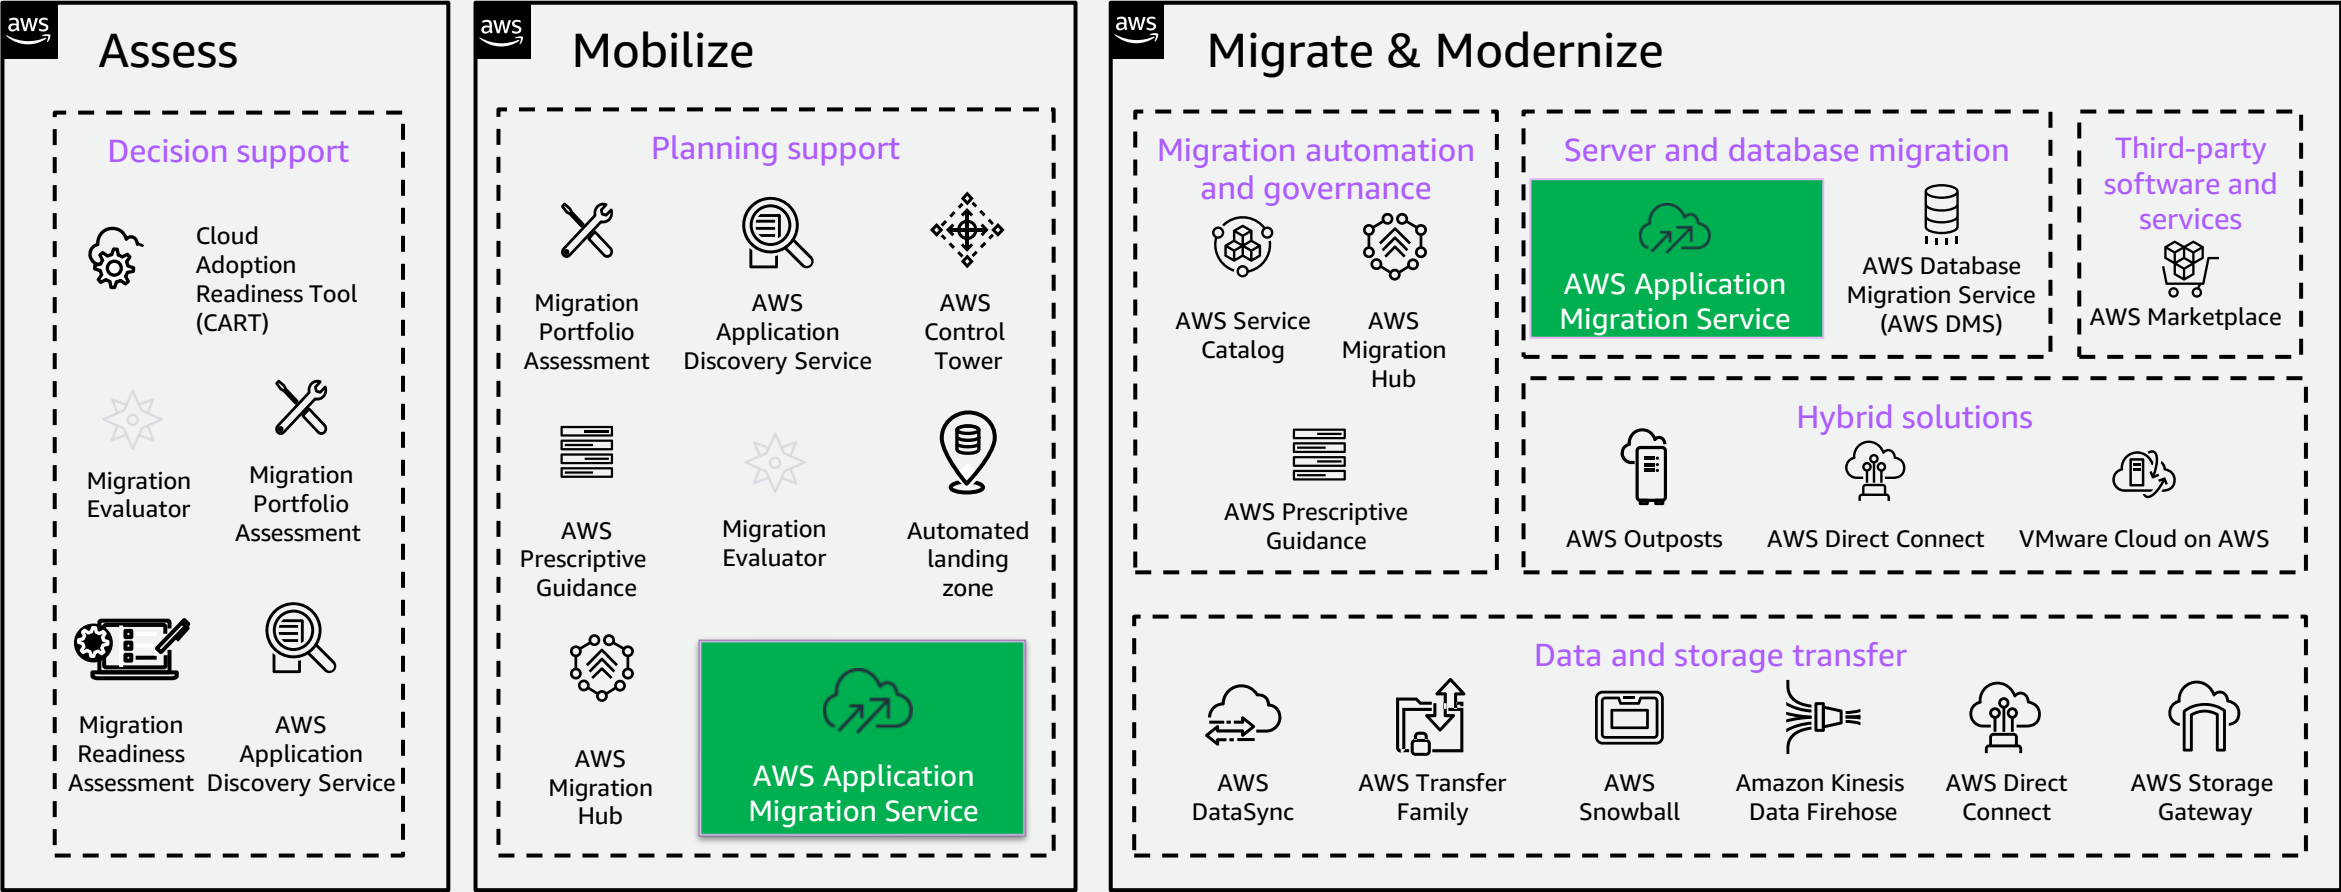 aws
Assess
Decision support
Cloud
Adoption
Readiness Tool
(CART)
Migration
Evaluator
Migration
Portfolio
Assessment
Migration
Readiness
Assessment
AWS
Application
Discovery Service
aws
Mobilize
Planning support
Migration
Portfolio
Assessment
AWS
Application
Discovery Service
AWS
Control
Tower
AWS
Prescriptive
Guidance
Migration
Evaluator
Automated
landing
zone
AWS
Migration
Hub
AWS Application
Migration Service
aws
Migrate & Modernize
Migration automation
and governance
AWS Service
Catalog
AWS
Migration
Hub
AWS Prescriptive
Guidance
Server and database migration
AWS Application
Migration Service
AWS Database
Migration Service
(AWS DMS)
Third-party
software and
services
AWS Marketplace
Hybrid solutions
AWS Outposts
AWS Direct Connect
VMware Cloud on AWS
Data and storage transfer
AWS
DataSync
AWS Transfer
Family
AWS
Snowball
Amazon Kinesis
Data Firehose
AWS Direct
Connect
AWS Storage
Gateway